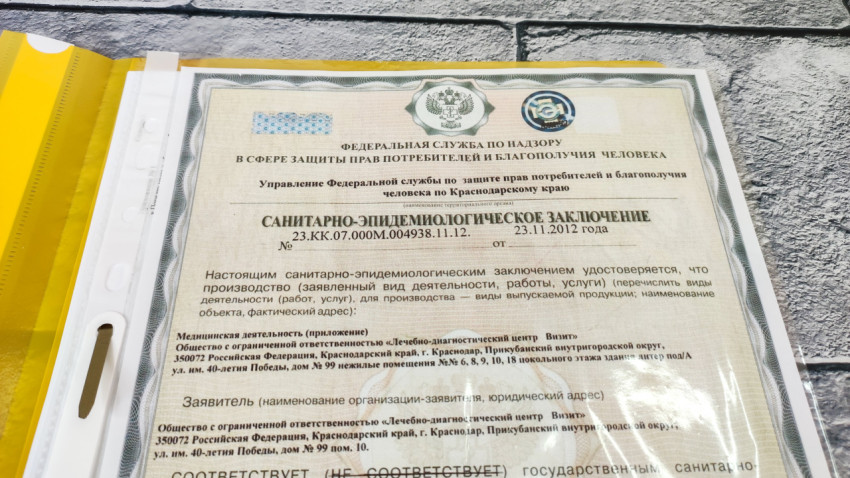 ФЕДЕРАЛЬНАЯ СЛУЖБА ПО НАДЗОРУ
В СФЕРЕ ЗАЩИТЫ ПРАВ ПОТРЕБИТЕЛЕЙ И БЛАГОПОЛУЧИЯ ЧЕЛОВЕКА
Управление Федеральной службы по защите прав потребителей и благополучия
человека по Краснодарскому краю
(наименование территориального органа)
САНИТАРНО-ЭПИДЕМИОЛОГИЧЕСКОЕ ЗАКЛЮЧЕНИЕ
№ 23.КК.07.000М.004938.11.12. от 23.11.2012 года
Настоящим санитарно-эпидемиологическим заключением удостоверяется, что
производство (заявленный вид деятельности, работы, услуги) (перечислить виды
деятельности (работ, услуг), для производства — виды выпускаемой продукции; наименование
объекта, фактический адрес):
Медицинская деятельность (приложение)
Общество с ограниченной ответственностью «Лечебно-диагностический центр Визит»
350072 Российская Федерация, Краснодарский край, г. Краснодар, Прикубанский внутригородской округ,
ул. им. 40-летия Победы, дом № 99 нежилые помещения №№ 6, 8, 9, 10, 18 цокольного этажа здания литер под/А
Заявитель (наименование организации-заявителя, юридический адрес)
Общество с ограниченной ответственностью «Лечебно-диагностический центр Визит»
350072 Российская Федерация, Краснодарский край, г. Краснодар, Прикубанский внутригородской округ,
ул. им. 40-летия Победы, дом № 99 пом. 10.
СООТВЕТСТВУЕТ (НЕ СООТВЕТСТВУЕТ) государственным санитарно-